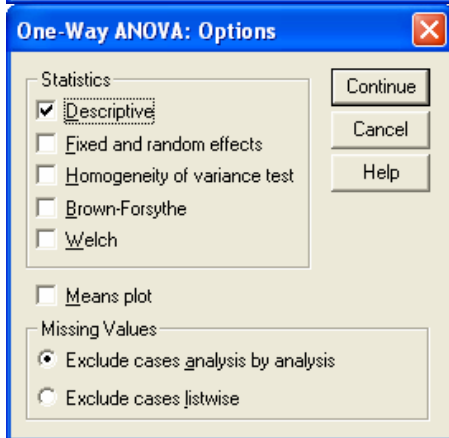 One-Way ANOVA: Options
Statistics
Descriptive
Fixed and random effects
Homogeneity of variance test
Brown-Forsythe
Welch
Continue
Cancel
Help
Means plot
Missing Values
Exclude cases analysis by analysis
Exclude cases listwise